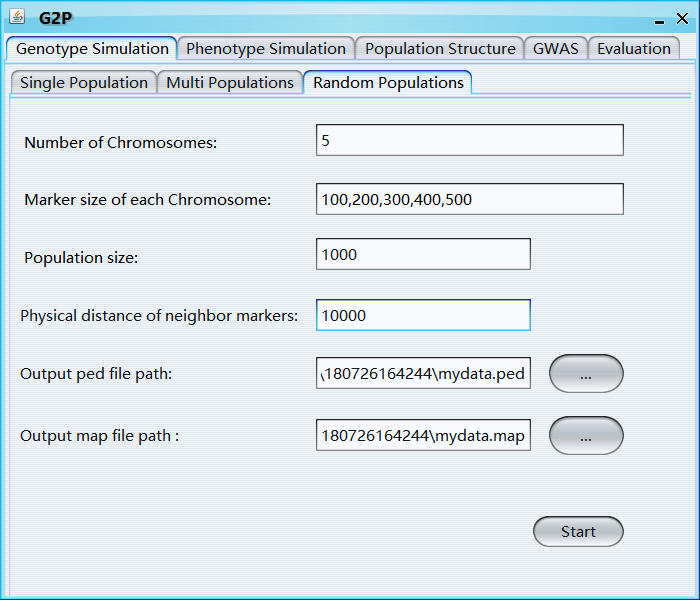 G2P
Genotype Simulation Phenotype Simulation Population Structure GWAS Evaluation
Single Population Multi Populations Random Populations
Number of Chromosomes: 5
Marker size of each Chromosome: 100,200,300,400,500
Population size: 1000
Physical distance of neighbor markers: 10000
Output ped file path: \180726164244\mydata.ped ...
Output map file path : 180726164244\mydata.map ...
Start